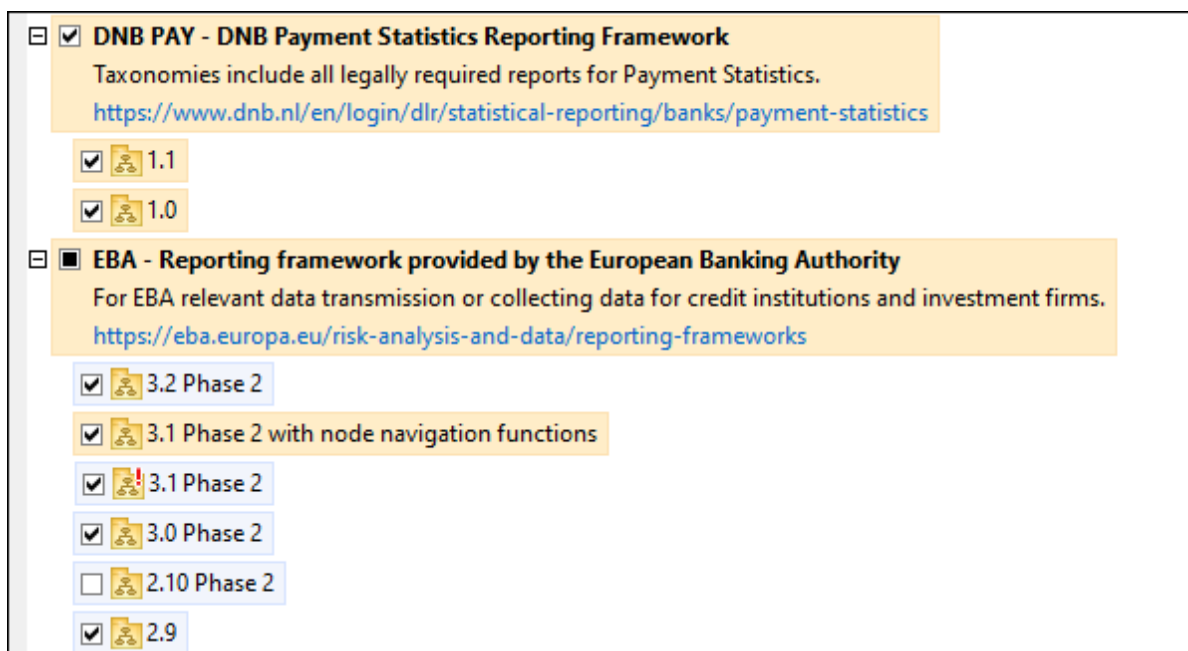 DNB PAY - DNB Payment Statistics Reporting Framework
Taxonomies include all legally required reports for Payment Statistics.
https://www.dnb.nl/en/login/dlr/statistical-reporting/banks/payment-statistics
1.1
1.0
EBA - Reporting framework provided by the European Banking Authority
For EBA relevant data transmission or collecting data for credit institutions and investment firms.
https://eba.europa.eu/risk-analysis-and-data/reporting-frameworks
3.2 Phase 2
3.1 Phase 2 with node navigation functions
3.1 Phase 2
3.0 Phase 2
2.10 Phase 2
2.9